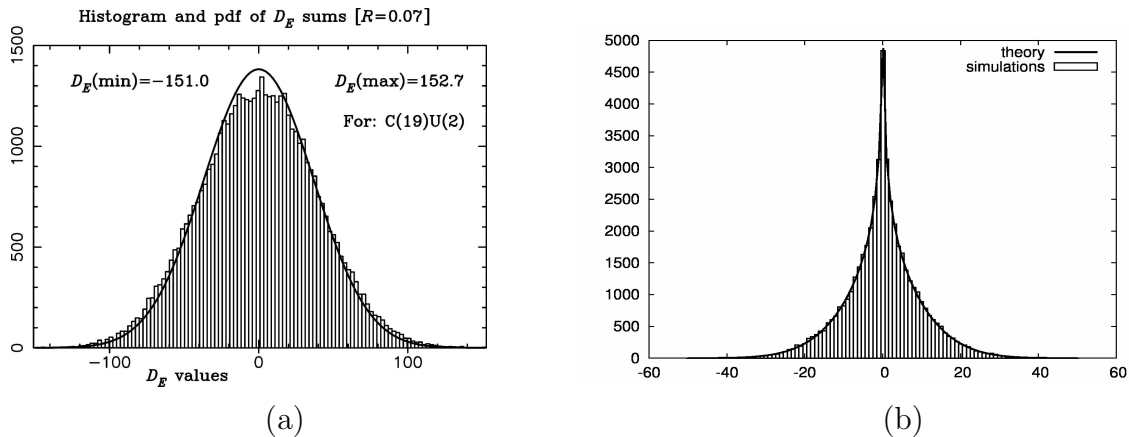 Histogram and pdf of D_E sums [R=0.07]
D_E(min)=−151.0 D_E(max)=152.7
For: C(19)U(2)
1500
1000
500
0
−100 0 100
D_E values
(a)
theory
simulations
5000
4500
4000
3500
3000
2500
2000
1500
1000
500
0
-60 -40 -20 0 20 40 60
(b)